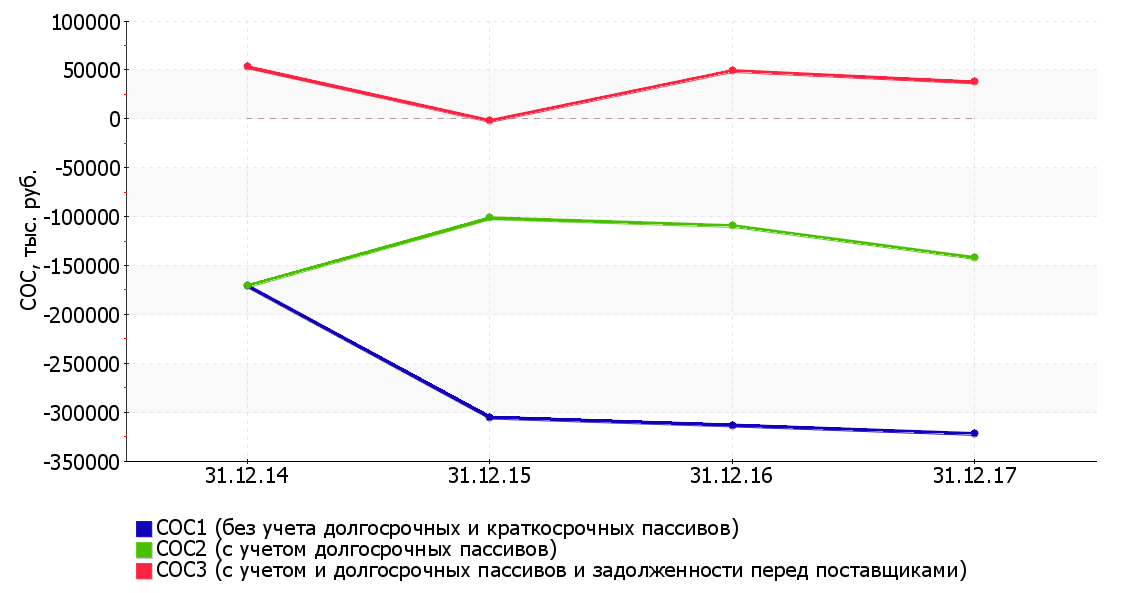 100000
50000
0
-50000
-100000
-150000
-200000
-250000
-300000
-350000
СОС, тыс. руб.
31.12.14 31.12.15 31.12.16 31.12.17
СОС1 (без учета долгосрочных и краткосрочных пассивов)
СОС2 (с учетом долгосрочных пассивов)
СОС3 (с учетом и долгосрочных пассивов и задолженности перед поставщиками)